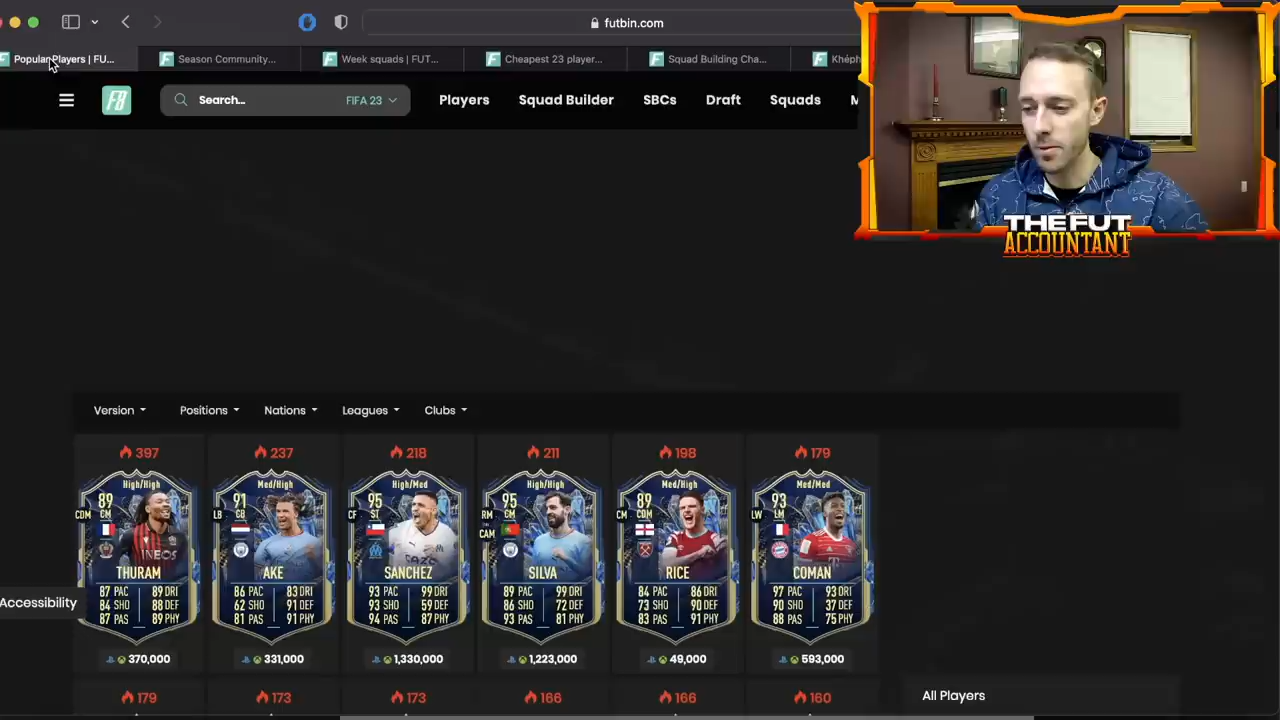 futbin.com
Popular Players | FU...
Season Community...
Week squads | FUT...
Cheapest 23 player...
Squad Building Cha...
Khéph
F8
Search...
FIFA 23
Players
Squad Builder
SBCs
Draft
Squads
M
THE FUT
ACCOUNTANT
Version
Positions
Nations
Leagues
Clubs
397
237
218
211
198
179
High/High
89
CM
CDM
INEOS
THURAM
87 PAC 89 DRI
84 SHO 88 DEF
87 PAS 89 PHY
370,000
Med/High
91
CB
LB
AKE
86 PAC 83 DRI
62 SHO 91 DEF
81 PAS 91 PHY
331,000
High/Med
95
ST
CF
SANCHEZ
93 PAC 99 DRI
93 SHO 59 DEF
94 PAS 87 PHY
1,330,000
High/High
95
CM
RM
CAM
SILVA
89 PAC 99 DRI
86 SHO 72 DEF
93 PAS 81 PHY
1,223,000
Med/High
89
CDM
CM
RICE
84 PAC 86 DRI
73 SHO 90 DEF
83 PAS 91 PHY
49,000
Med/High
93
LM
LW
COMAN
97 PAC 93 DRI
90 SHO 37 DEF
88 PAS 75 PHY
593,000
Accessibility
179
173
173
166
166
160
All Players